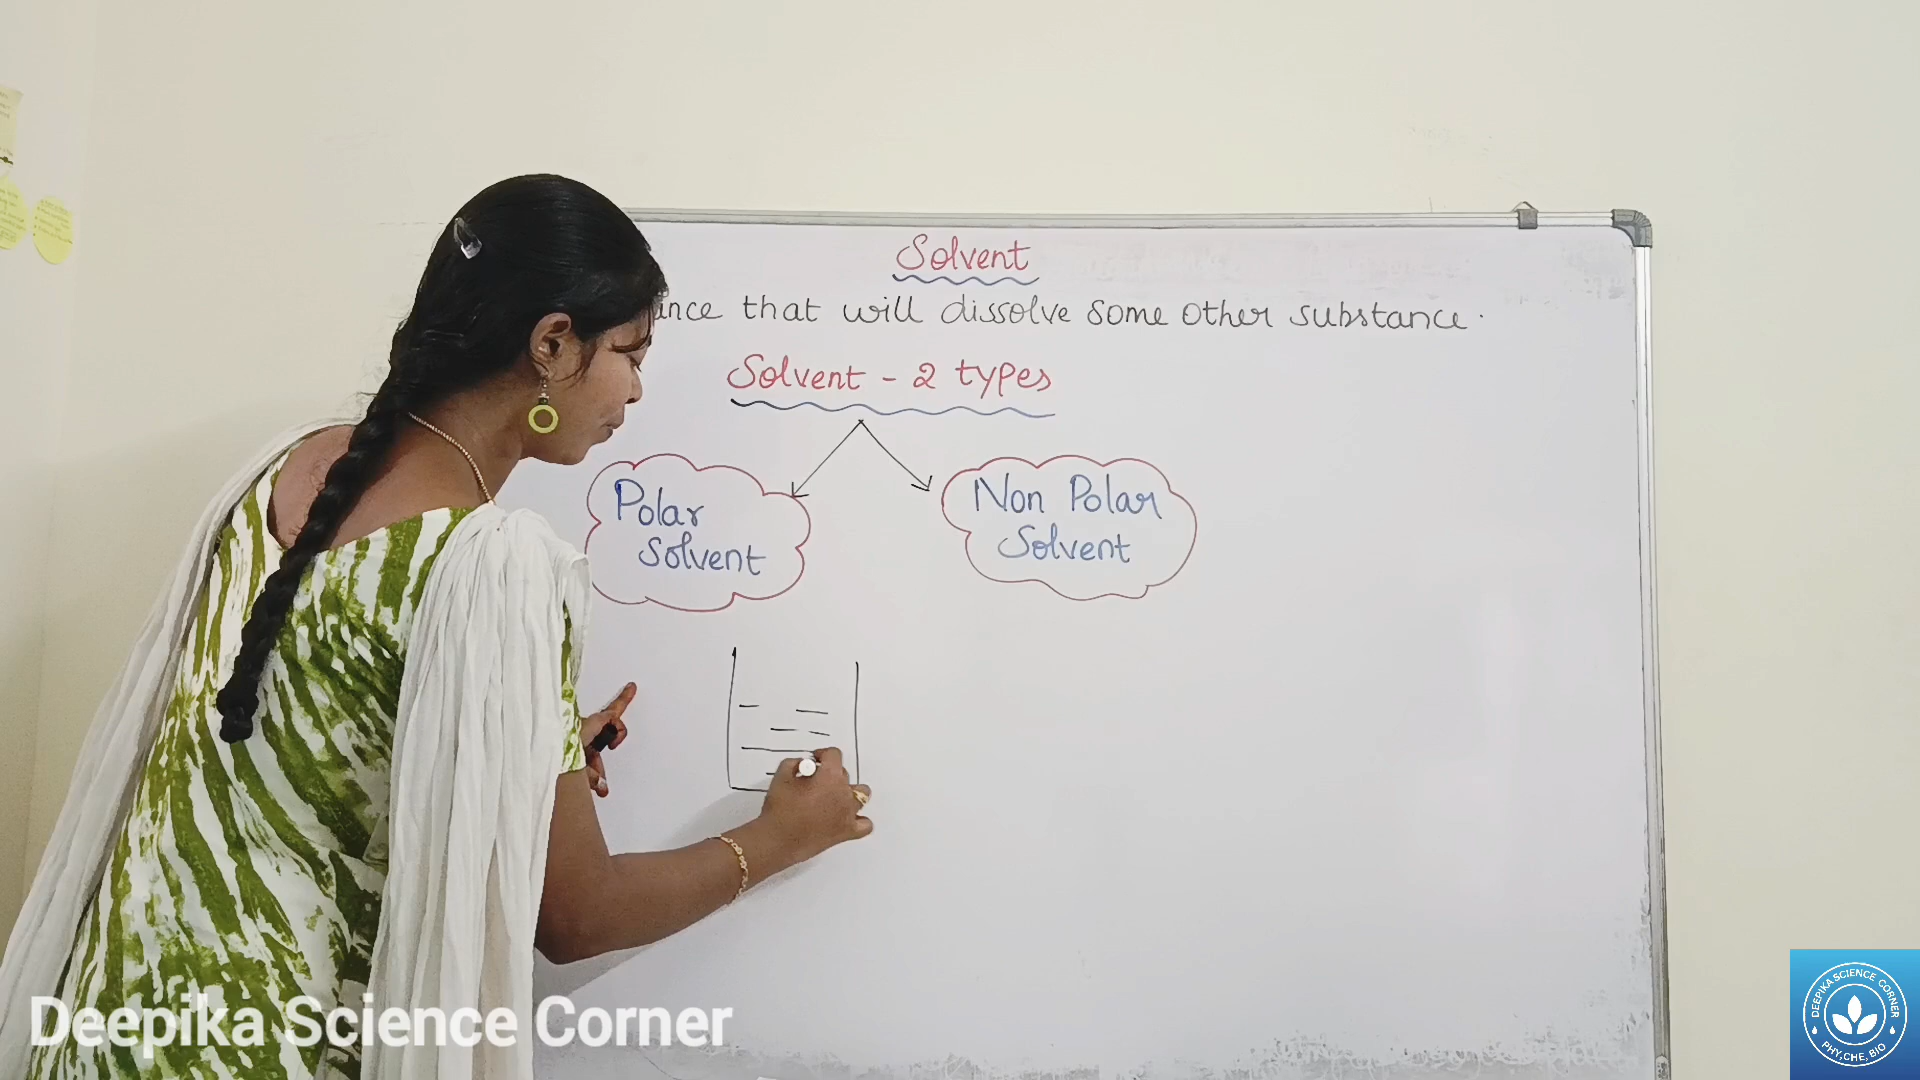 Solvent
that will dissolve some other substance.
Solvent - 2 types
Polar
Solvent
Non Polar
Solvent
Deepika Science Corner
DEEPIKA SCIENCE CORNER
PHY,CHE,BIO